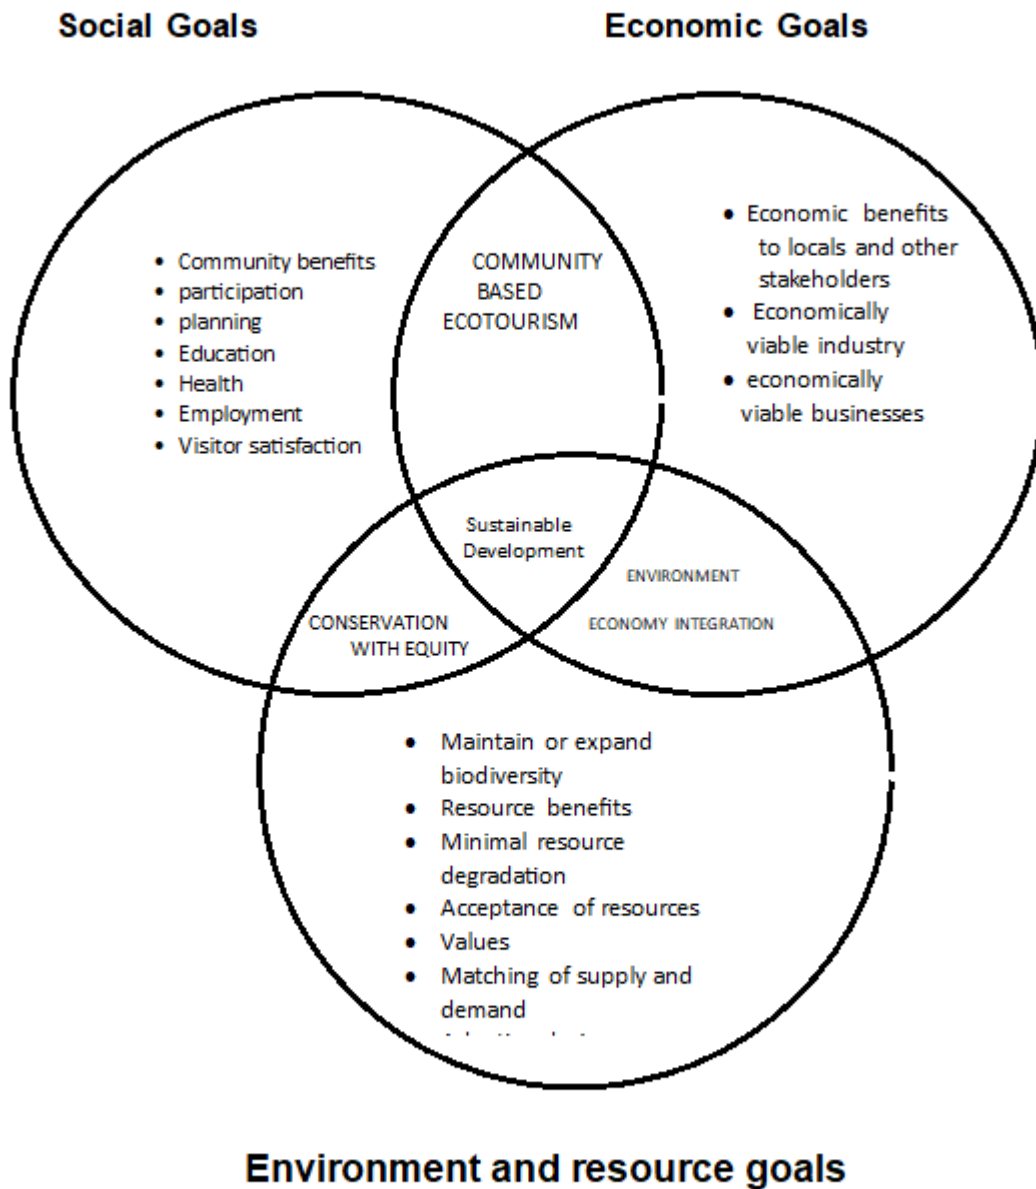 Social Goals
Economic Goals
• Community benefits
• participation
• planning
• Education
• Health
• Employment
• Visitor satisfaction
COMMUNITY
BASED
ECOTOURISM
• Economic benefits
to locals and other
stakeholders
• Economically
viable industry
• economically
viable businesses
Sustainable
Development
ENVIRONMENT
ECONOMY INTEGRATION
CONSERVATION
WITH EQUITY
• Maintain or expand
biodiversity
• Resource benefits
• Minimal resource
degradation
• Acceptance of resources
• Values
• Matching of supply and
demand
Environment and resource goals